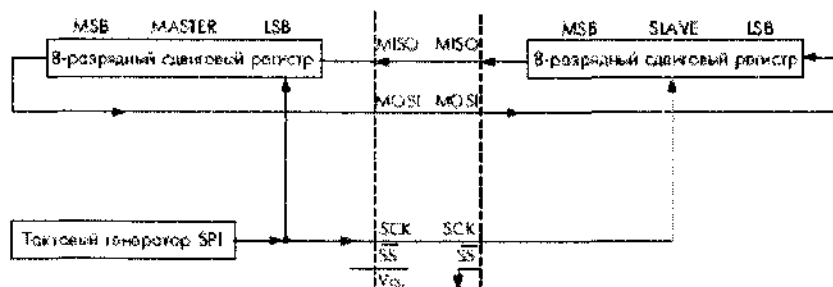 MSB MASTER LSB
MISO MISO
MSB SLAVE LSB
8-разрядный сдвиговый регистр
8-разрядный сдвиговый регистр
MOSI MOSI
Тактовый генератор SPI
SCK SCK
SS SS